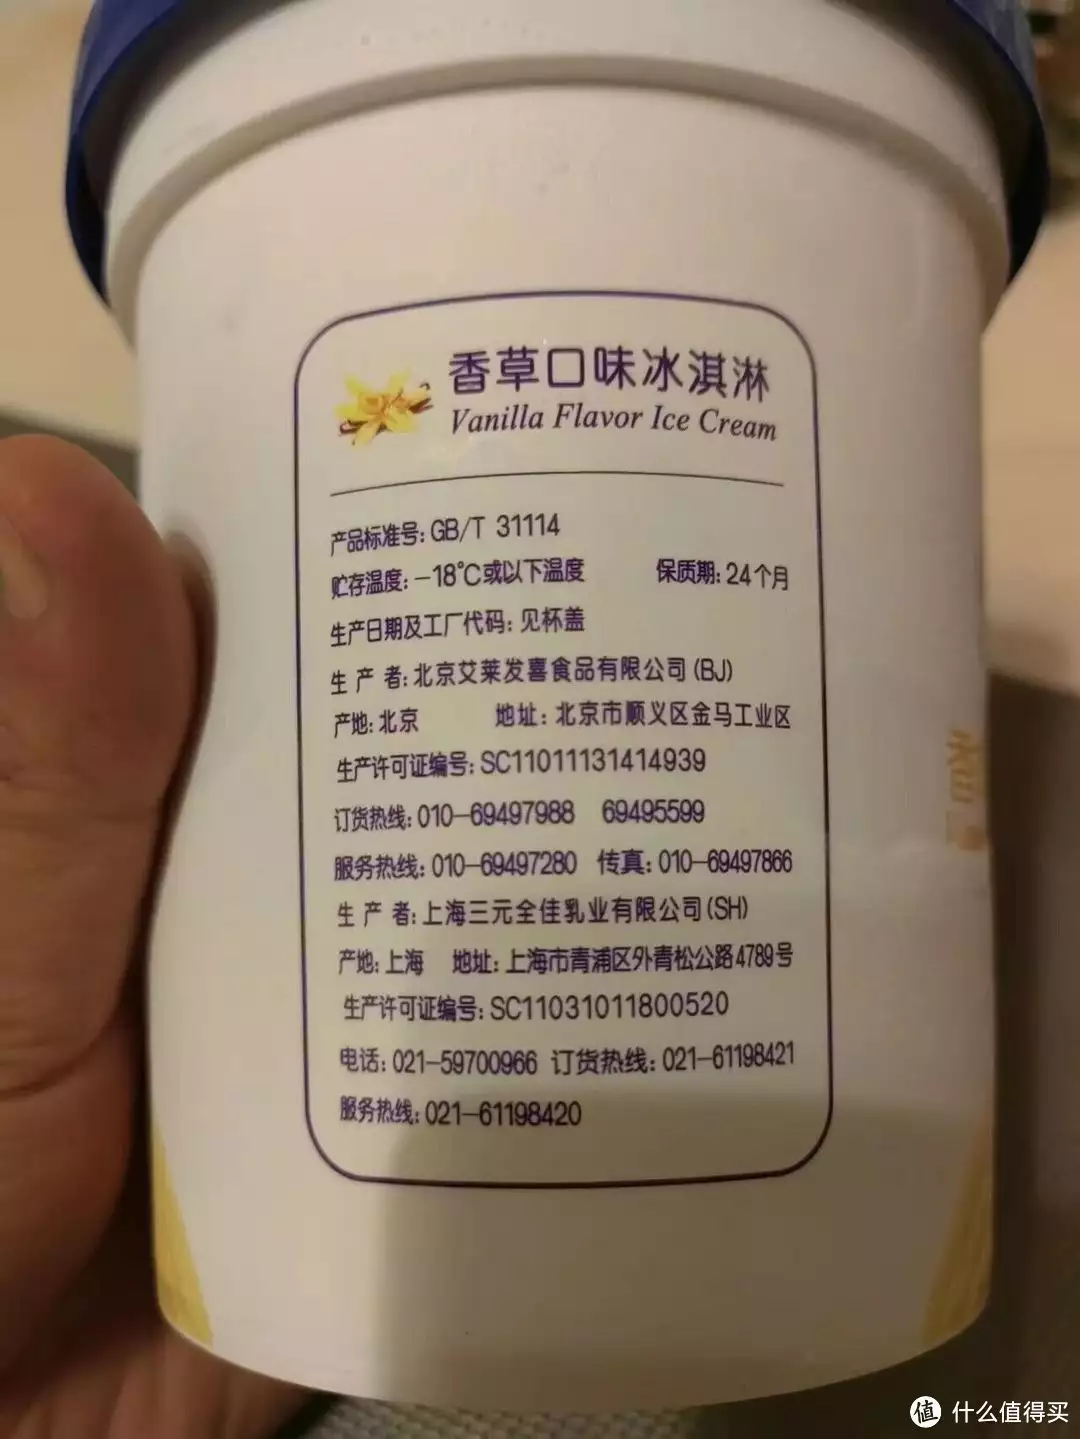 香草口味冰淇淋
Vanilla Flavor Ice Cream
产品标准号: GB/T 31114
贮存温度: -18℃或以下温度 保质期: 24个月
生产日期及工厂代码: 见杯盖
生 产 者: 北京艾莱发喜食品有限公司(BJ)
产地: 北京 地址: 北京市顺义区金马工业区
生产许可证编号: SC11011131414939
订货热线: 010-69497988 69495599
服务热线: 010-69497280 传真: 010-69497866
生 产 者: 上海三元全佳乳业有限公司(SH)
产地: 上海 地址: 上海市青浦区外青松公路4789号
生产许可证编号: SC11031011800520
电话: 021-59700966 订货热线: 021-61198421
服务热线: 021-61198420
值 什么值得买